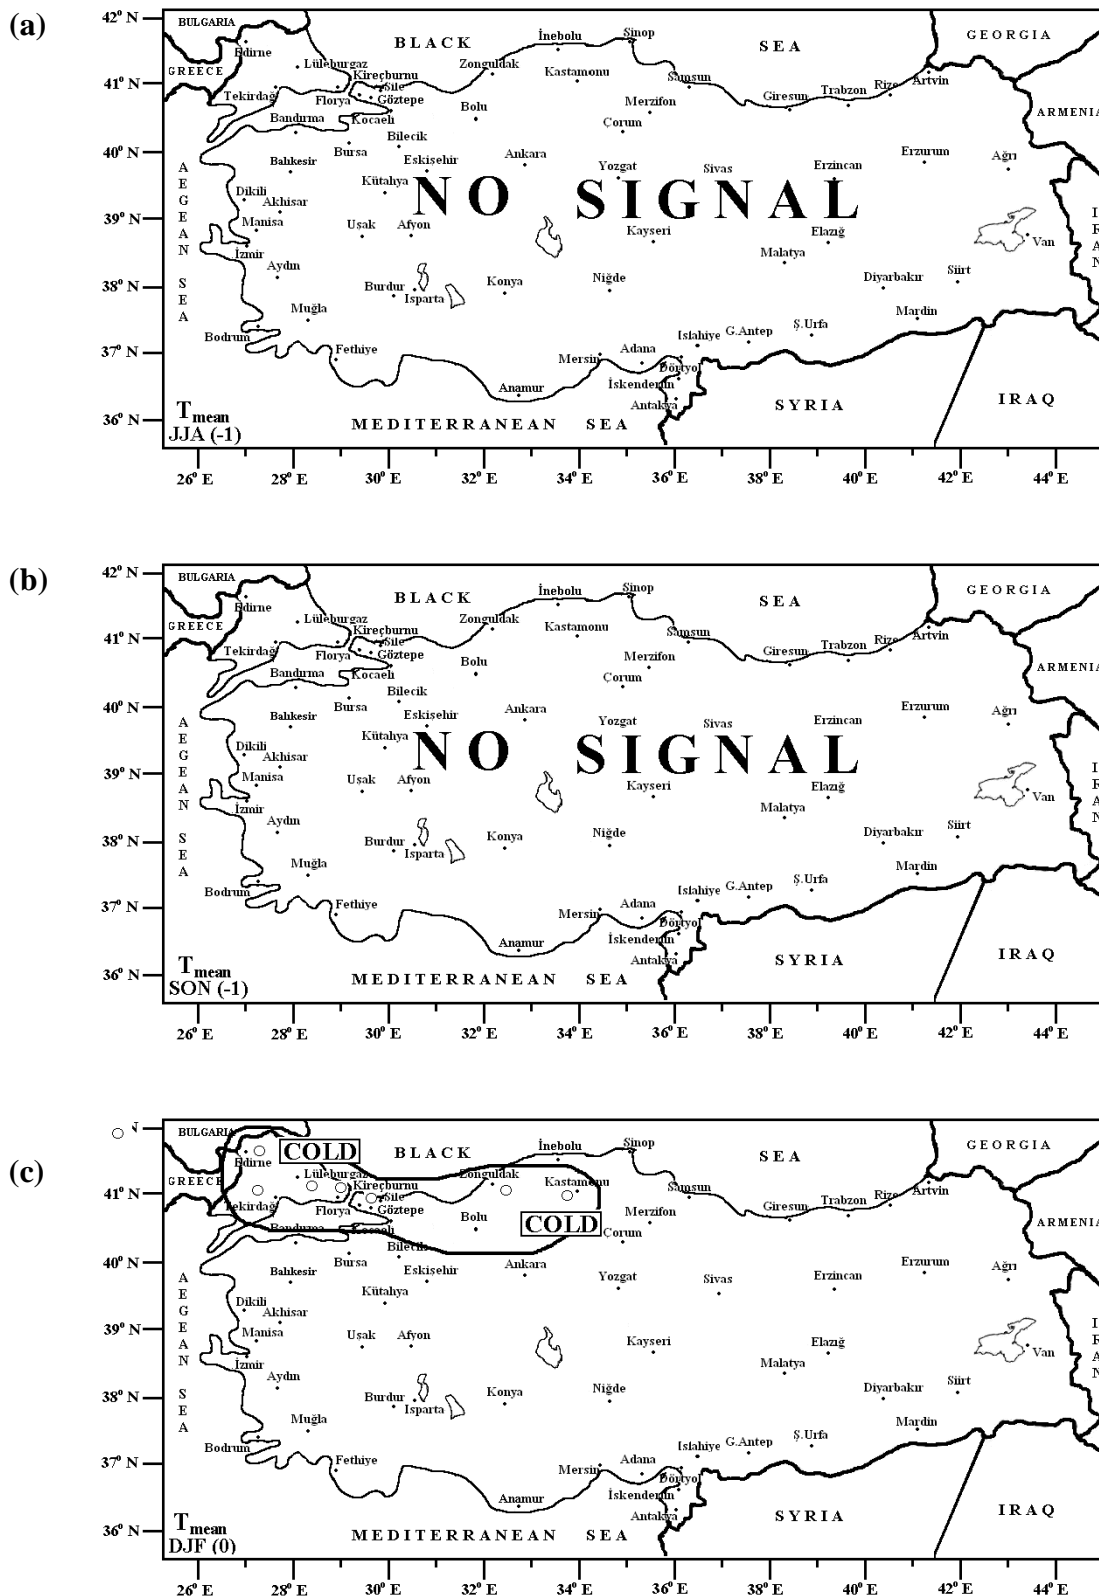 (a)
42° N
41° N
40° N
39° N
38° N
37° N
36° N
BULGARIA
GREECE
BLACK SEA
GEORGIA
ARMENIA
IRAN
IRAQ
SYRIA
MEDITERRANEAN SEA
AEGEAN SEA
Edirne
Lüleburgaz
Kireçburnu
Şile
Tekirdağ
Florya
Göztepe
Kocaeli
Bandırma
Bursa
Bilecik
Zonguldak
Bolu
İnebolu
Kastamonu
Sinop
Samsun
Merzifon
Çorum
Giresun
Trabzon
Rize
Artvin
Balıkesir
Eskişehir
Kütahya
Ankara
Yozgat
Sivas
Erzincan
Erzurum
Ağrı
NO SIGNAL
Dikili
Akhisar
Manisa
İzmir
Uşak
Afyon
Kayseri
Elazığ
Malatya
Van
Aydın
Burdur
Isparta
Konya
Niğde
Diyarbakır
Siirt
Muğla
Bodrum
Fethiye
Mersin
Adana
Islahiye
G.Antep
Ş.Urfa
Mardin
Dörtyol
İskenderun
Antakya
Anamur
Tmean
JJA (-1)
26° E 28° E 30° E 32° E 34° E 36° E 38° E 40° E 42° E 44° E
(b)
42° N
41° N
40° N
39° N
38° N
37° N
36° N
BULGARIA
GREECE
BLACK SEA
GEORGIA
ARMENIA
IRAN
IRAQ
SYRIA
MEDITERRANEAN SEA
AEGEAN SEA
Edirne
Lüleburgaz
Kireçburnu
Şile
Tekirdağ
Florya
Göztepe
Kocaeli
Bandırma
Bursa
Bilecik
Zonguldak
Bolu
İnebolu
Kastamonu
Sinop
Samsun
Merzifon
Çorum
Giresun
Trabzon
Rize
Artvin
Balıkesir
Eskişehir
Kütahya
Ankara
Yozgat
Sivas
Erzincan
Erzurum
Ağrı
NO SIGNAL
Dikili
Akhisar
Manisa
İzmir
Uşak
Afyon
Kayseri
Elazığ
Malatya
Van
Aydın
Burdur
Isparta
Konya
Niğde
Diyarbakır
Siirt
Muğla
Bodrum
Fethiye
Mersin
Adana
Islahiye
G.Antep
Ş.Urfa
Mardin
Dörtyol
İskenderun
Antakya
Anamur
Tmean
SON (-1)
26° E 28° E 30° E 32° E 34° E 36° E 38° E 40° E 42° E 44° E
(c)
41° N
40° N
39° N
38° N
37° N
36° N
BULGARIA
GREECE
COLD
BLACK SEA
GEORGIA
ARMENIA
IRAN
IRAQ
SYRIA
MEDITERRANEAN SEA
AEGEAN SEA
Edirne
Lüleburgaz
Kireçburnu
Şile
Tekirdağ
Florya
Göztepe
Kocaeli
Bandırma
Bursa
Bilecik
Zonguldak
Bolu
İnebolu
Kastamonu
COLD
Sinop
Samsun
Merzifon
Çorum
Giresun
Trabzon
Rize
Artvin
Balıkesir
Eskişehir
Kütahya
Ankara
Yozgat
Sivas
Erzincan
Erzurum
Ağrı
Dikili
Akhisar
Manisa
İzmir
Uşak
Afyon
Kayseri
Elazığ
Malatya
Van
Aydın
Burdur
Isparta
Konya
Niğde
Diyarbakır
Siirt
Muğla
Bodrum
Fethiye
Mersin
Adana
Islahiye
G.Antep
Ş.Urfa
Mardin
Dörtyol
İskenderun
Antakya
Anamur
Tmean
DJF (0)
26° E 28° E 30° E 32° E 34° E 36° E 38° E 40° E 42° E 44° E